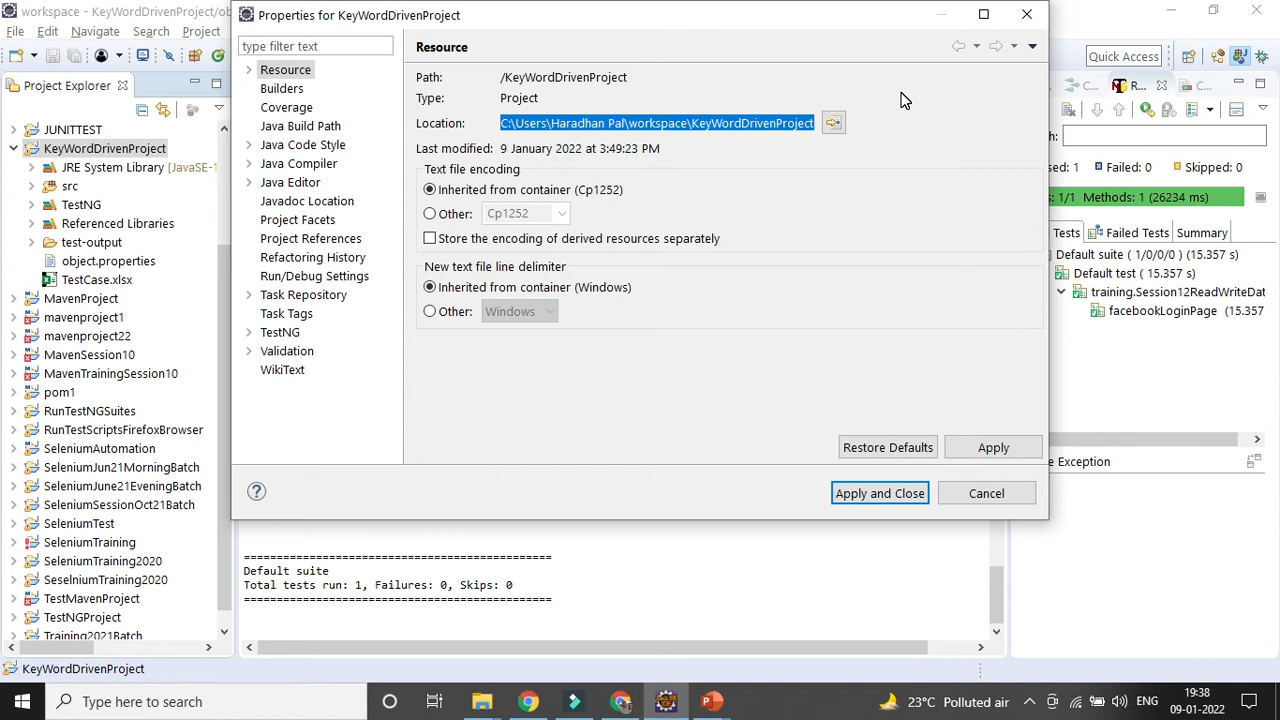 workspace - KeyWordDrivenProject/ob
File Edit Navigate Search Project
Quick Access
Project Explorer
JUNITTEST
KeyWordDrivenProject
JRE System Library [JavaSE-1
src
TestNG
Referenced Libraries
test-output
object.properties
TestCase.xlsx
MavenProject
mavenproject1
mavenproject22
MavenSession10
MavenTrainingSession10
pom1
RunTestNGSuites
RunTestScriptsFirefoxBrowser
SeleniumAutomation
SeleniumJun21MorningBatch
SeleniumJune21EveningBatch
SeleniumSessionOct21Batch
SeleniumTest
SeleniumTraining
SeleniumTraining2020
SeselniumTraining2020
TestMavenProject
TestNGProject
Training2021Batch
KeyWordDrivenProject
Properties for KeyWordDrivenProject
type filter text
Resource
Builders
Coverage
Java Build Path
Java Code Style
Java Compiler
Java Editor
Javadoc Location
Project Facets
Project References
Refactoring History
Run/Debug Settings
Task Repository
Task Tags
TestNG
Validation
WikiText
Resource
Path: /KeyWordDrivenProject
Type: Project
Location: C:\Users\Haradhan Pal\workspace\KeyWordDrivenProject
Last modified: 9 January 2022 at 3:49:23 PM
Text file encoding
Inherited from container (Cp1252)
Other: Cp1252
Store the encoding of derived resources separately
New text file line delimiter
Inherited from container (Windows)
Other: Windows
Restore Defaults Apply
Apply and Close Cancel
C... R... C...
h:
sed: 1 Failed: 0 Skipped: 0
s: 1/1 Methods: 1 (26234 ms)
Tests Failed Tests Summary
Default suite ( 1/0/0/0 ) (15.357 s)
Default test ( 15.357 s)
training.Session12ReadWriteDat
facebookLoginPage (15.357
e Exception
===============================================
Default suite
Total tests run: 1, Failures: 0, Skips: 0
===============================================
Type here to search
23°C Polluted air
ENG
19:38
09-01-2022